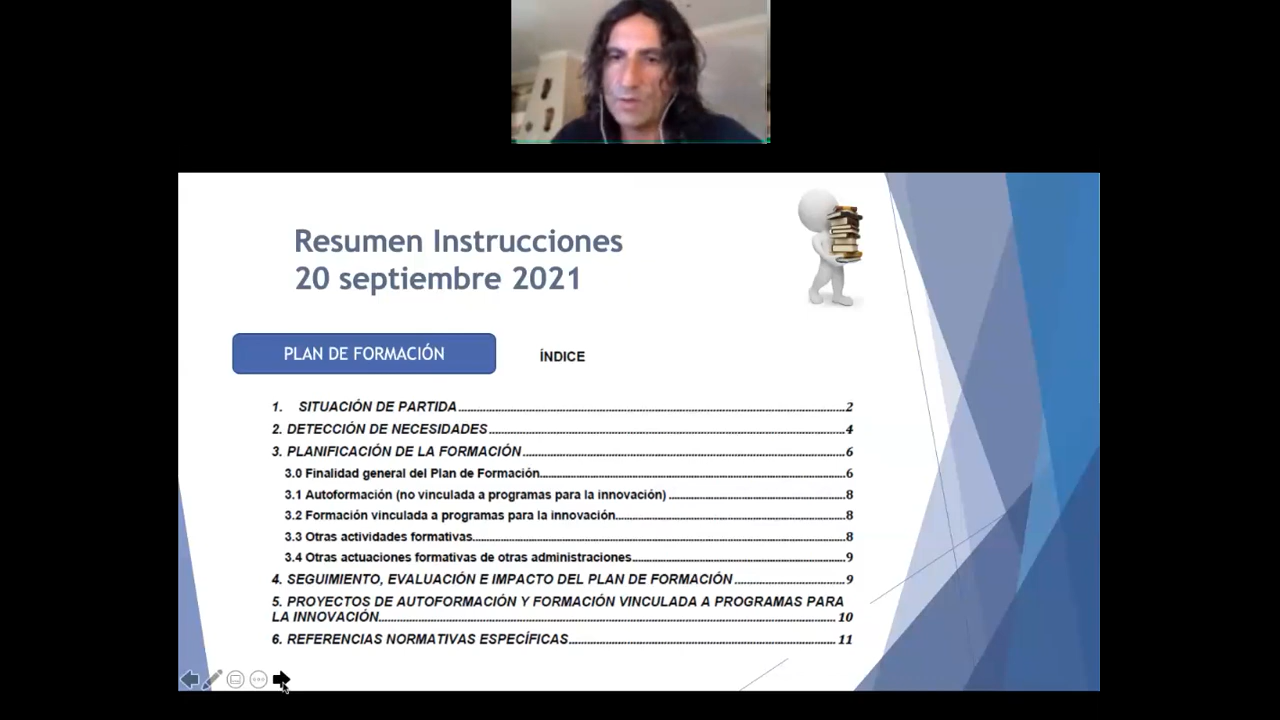 Resumen Instrucciones
20 septiembre 2021
PLAN DE FORMACIÓN
ÍNDICE
1. SITUACIÓN DE PARTIDA 2
2. DETECCIÓN DE NECESIDADES 4
3. PLANIFICACIÓN DE LA FORMACIÓN 6
3.0 Finalidad general del Plan de Formación 6
3.1 Autoformación (no vinculada a programas para la innovación) 8
3.2 Formación vinculada a programas para la innovación 8
3.3 Otras actividades formativas 8
3.4 Otras actuaciones formativas de otras administraciones 9
4. SEGUIMIENTO, EVALUACIÓN E IMPACTO DEL PLAN DE FORMACIÓN 9
5. PROYECTOS DE AUTOFORMACIÓN Y FORMACIÓN VINCULADA A PROGRAMAS PARA
LA INNOVACIÓN 10
6. REFERENCIAS NORMATIVAS ESPECÍFICAS 11